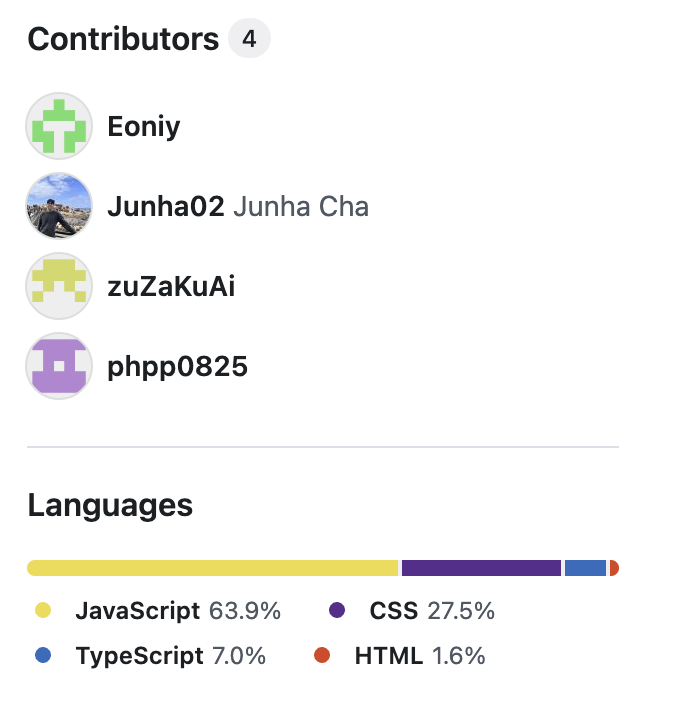 Contributors 4
Eoniy
Junha02 Junha Cha
zuZaKuAi
phpp0825
Languages
JavaScript 63.9% CSS 27.5%
TypeScript 7.0% HTML 1.6%